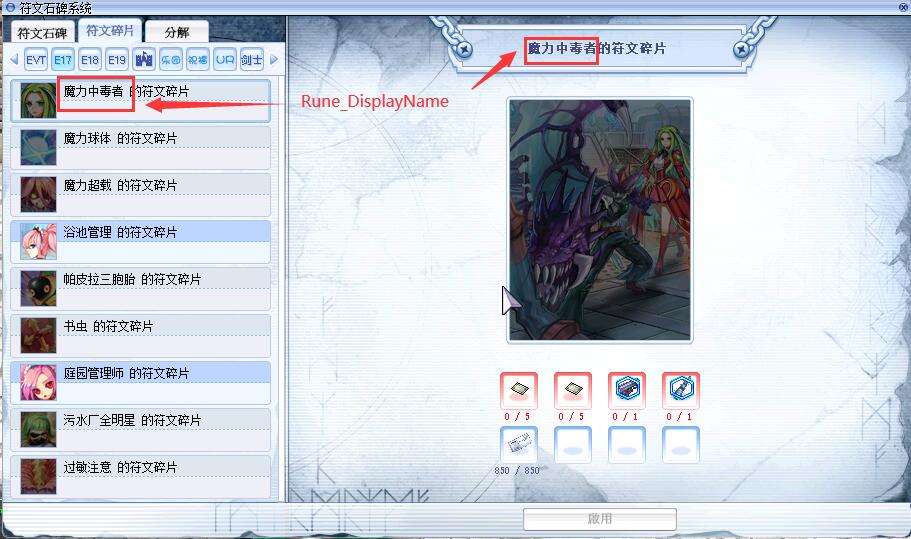 符文石碑系统
符文石碑
符文碎片
分解
EVT E17 E18 E19 乐园 祝福 UR 剑士
魔力中毒者的符文碎片
魔力中毒者 的符文碎片
Rune_DisplayName
魔力球体 的符文碎片
魔力超载 的符文碎片
浴池管理 的符文碎片
帕皮拉三胞胎 的符文碎片
书虫 的符文碎片
庭园管理师 的符文碎片
污水厂全明星 的符文碎片
过敏注意 的符文碎片
0 / 5 0 / 5 0 / 1 0 / 1
850 / 850
啟用